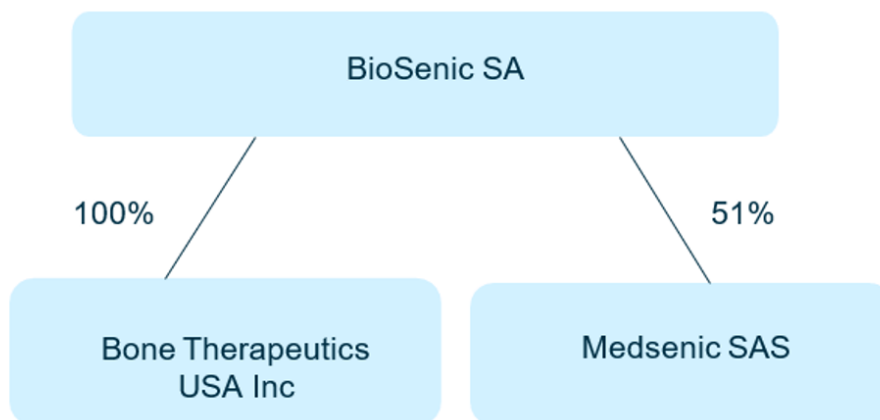 BioSenic SA
100%
51%
Bone Therapeutics
USA Inc
Medsenic SAS